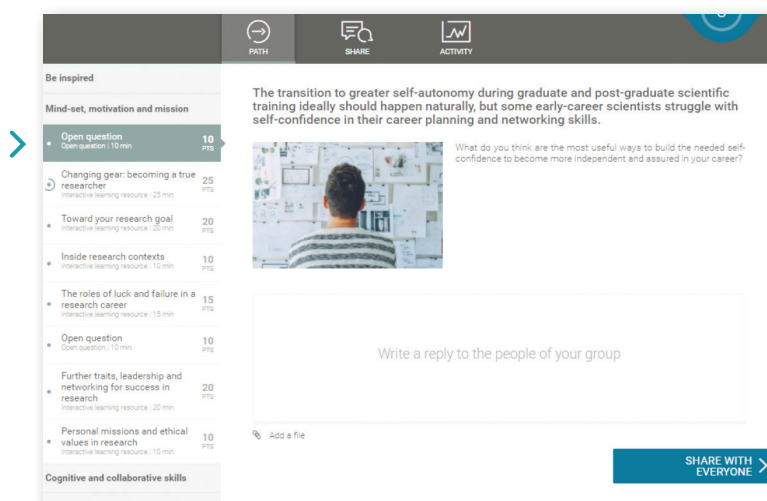 PATH
SHARE
ACTIVITY
Be inspired
Mind-set, motivation and mission
Open question
Open question | 10 min
10
PTS
Changing gear: becoming a true
researcher
Interactive learning resource | 25 min
25
PTS
Toward your research goal
Interactive learning resource | 20 min
20
PTS
Inside research contexts
Interactive learning resource | 10 min
10
PTS
The roles of luck and failure in a
research career
Interactive learning resource | 15 min
15
PTS
Open question
Open question | 10 min
10
PTS
Further traits, leadership and
networking for success in
research
Interactive learning resource | 20 min
20
PTS
Personal missions and ethical
values in research
Interactive learning resource | 10 min
10
PTS
Cognitive and collaborative skills
The transition to greater self-autonomy during graduate and post-graduate scientific
training ideally should happen naturally, but some early-career scientists struggle with
self-confidence in their career planning and networking skills.
What do you think are the most useful ways to build the needed self-
confidence to become more independent and assured in your career?
Write a reply to the people of your group
Add a file
SHARE WITH
EVERYONE